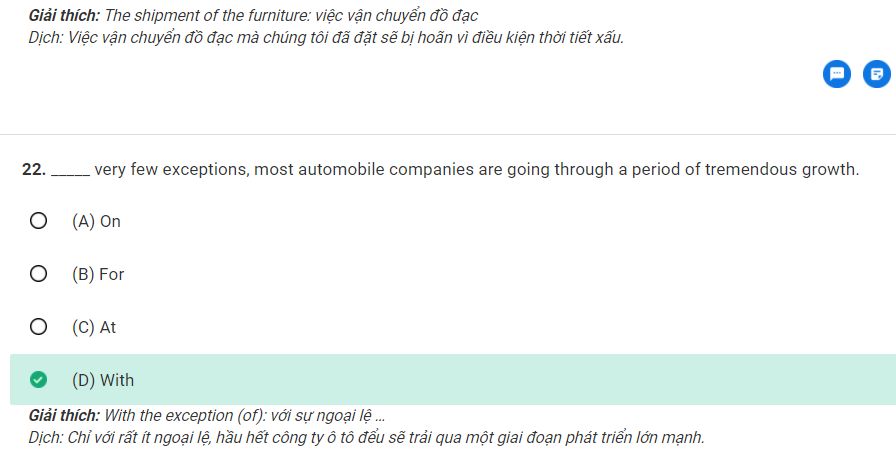 Giải thích: The shipment of the furniture: việc vận chuyển đồ đạc
Dịch: Việc vận chuyển đồ đạc mà chúng tôi đã đặt sẽ bị hoãn vì điều kiện thời tiết xấu.
22. _____ very few exceptions, most automobile companies are going through a period of tremendous growth.
(A) On
(B) For
(C) At
(D) With
Giải thích: With the exception (of): với sự ngoại lệ ...
Dịch: Chỉ với rất ít ngoại lệ, hầu hết công ty ô tô đều sẽ trải qua một giai đoạn phát triển lớn mạnh.